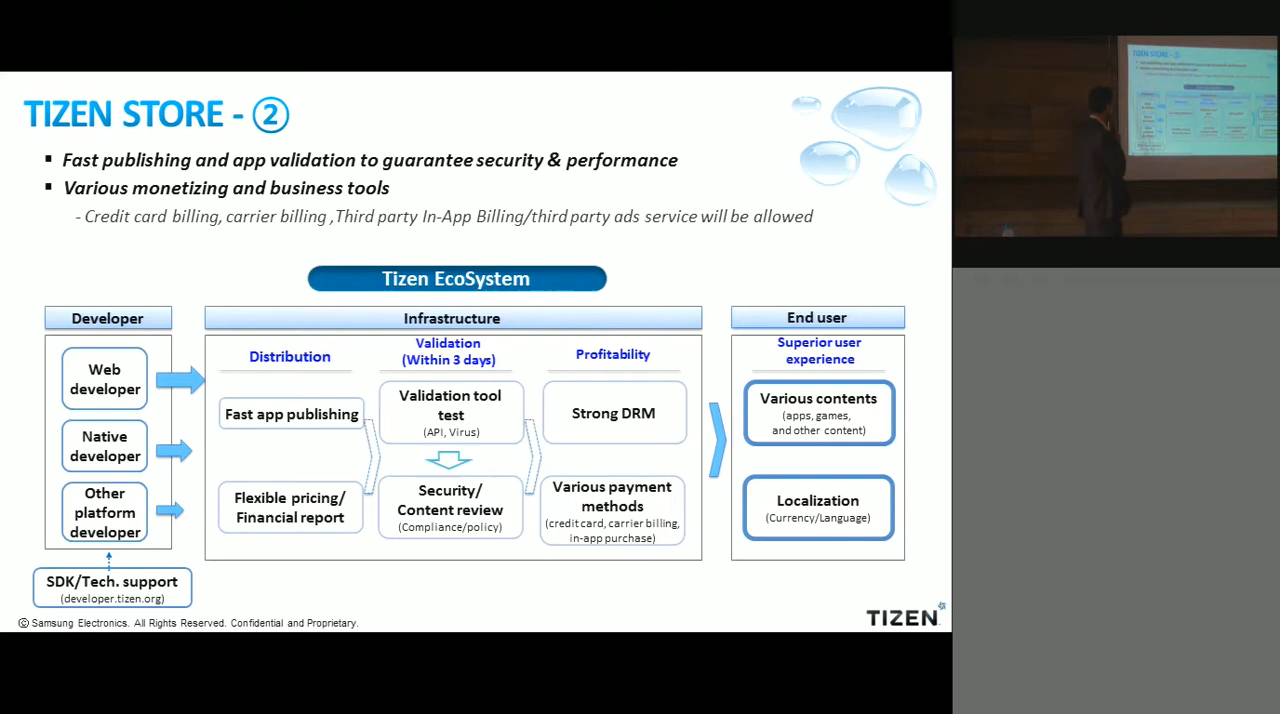 TIZEN STORE - ②
▪ Fast publishing and app validation to guarantee security & performance
▪ Various monetizing and business tools
- Credit card billing, carrier billing ,Third party In-App Billing/third party ads service will be allowed
Tizen EcoSystem
Developer
Web
developer
Native
developer
Other
platform
developer
SDK/Tech. support
(developer.tizen.org)
Infrastructure
Distribution
Fast app publishing
Flexible pricing/
Financial report
Validation
(Within 3 days)
Validation tool
test
(API, Virus)
Security/
Content review
(Compliance/policy)
Profitability
Strong DRM
Various payment
methods
(credit card, carrier billing,
in-app purchase)
End user
Superior user
experience
Various contents
(apps, games,
and other content)
Localization
(Currency/Language)
© Samsung Electronics. All Rights Reserved. Confidential and Proprietary.
TIZEN
TIZEN STORE - ②